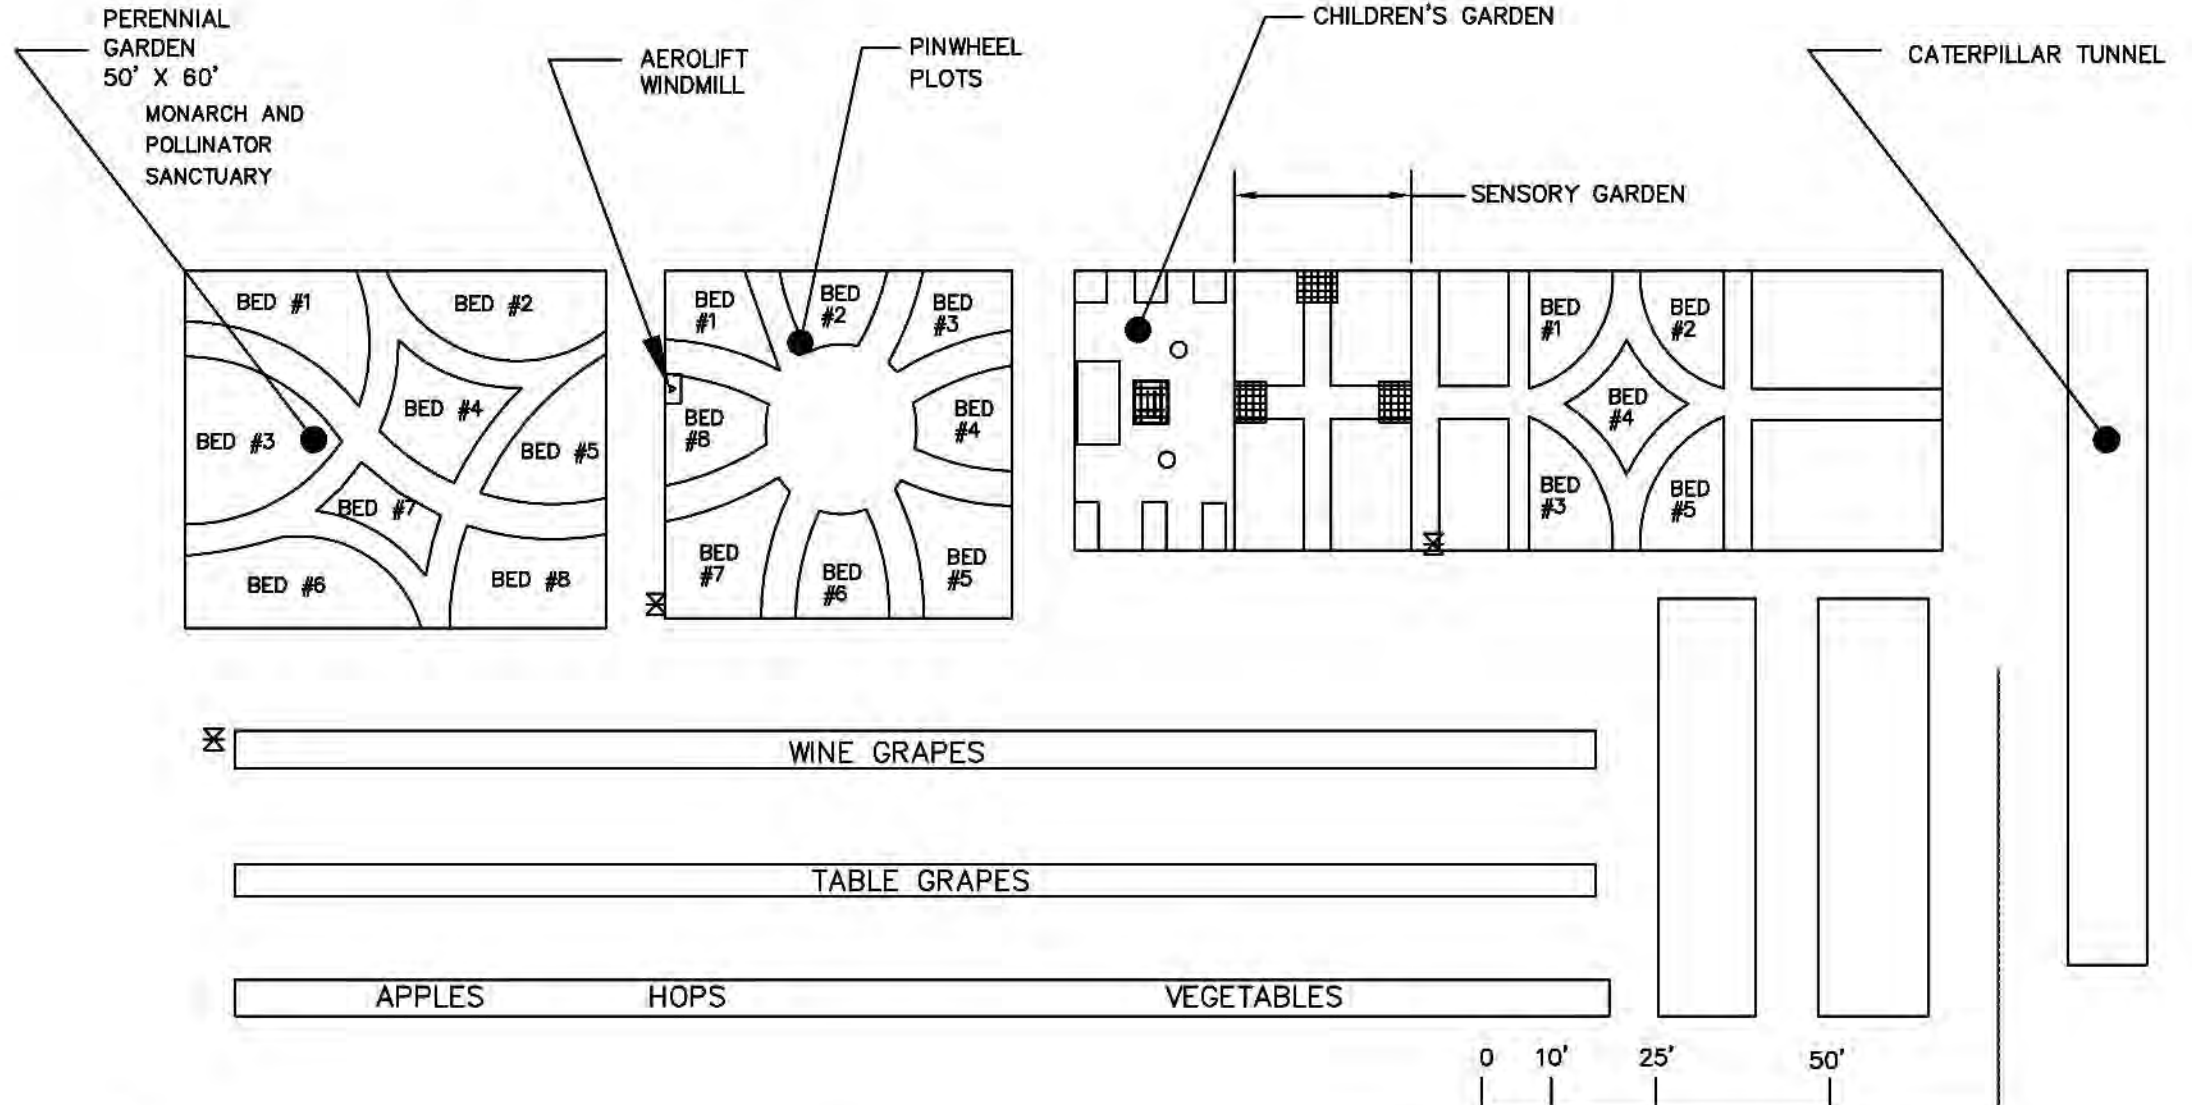 PERENNIAL
GARDEN
50' X 60'
MONARCH AND
POLLINATOR
SANCTUARY
AEROLIFT
WINDMILL
PINWHEEL
PLOTS
CHILDREN'S GARDEN
SENSORY GARDEN
CATERPILLAR TUNNEL
BED #1
BED #2
BED #3
BED #4
BED #5
BED #7
BED #6
BED #8
BED
#1
BED
#2
BED
#3
BED
#8
BED
#4
BED
#7
BED
#6
BED
#5
BED
#1
BED
#2
BED
#4
BED
#3
BED
#5
WINE GRAPES
TABLE GRAPES
APPLES HOPS VEGETABLES
0 10' 25' 50'